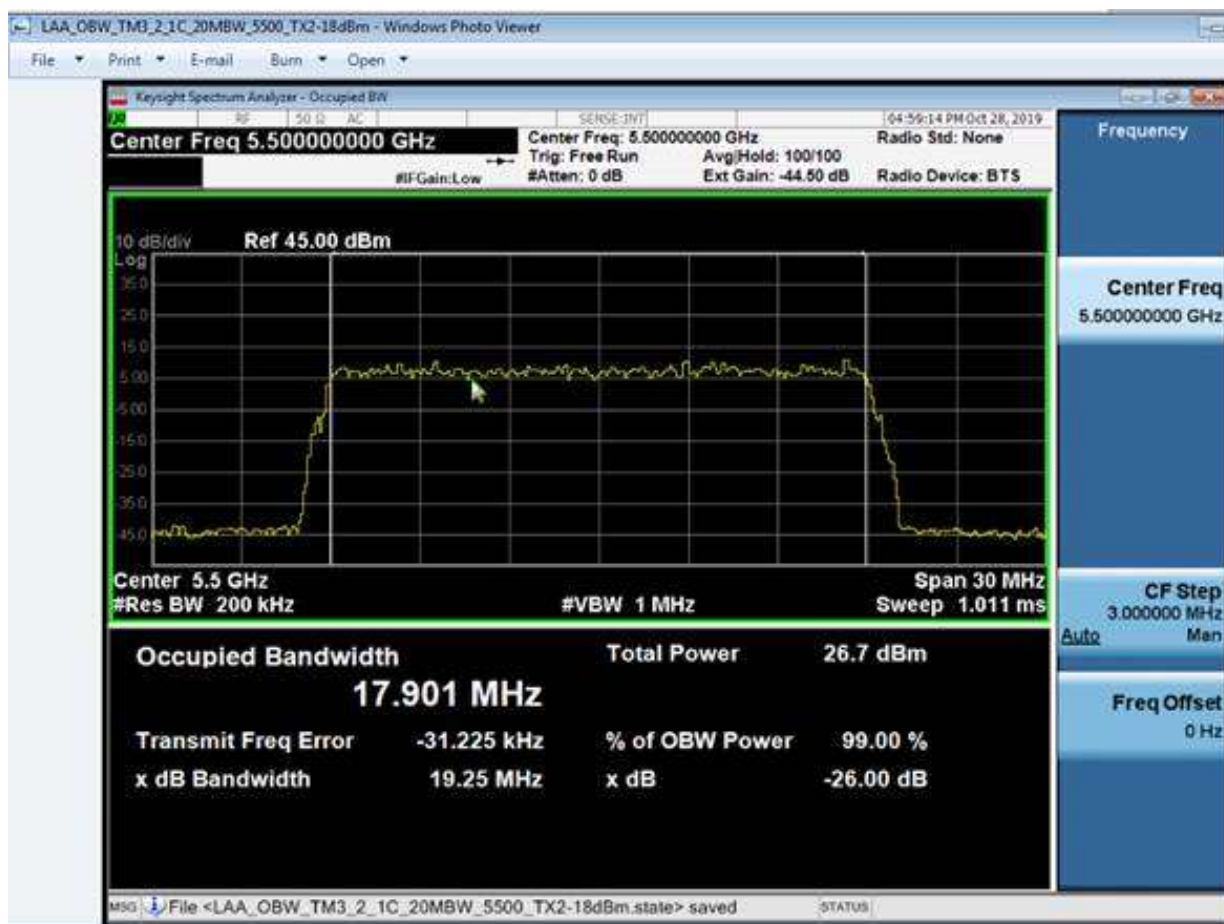 LAA_OBW_TM3_2_1C_20MBW_5500_TX2-18dBm - Windows Photo Viewer
File Print E-mail Burn Open
Keysight Spectrum Analyzer - Occupied BW
RF 50 Ω AC SENSE:INT 04:59:14 PM Oct 28, 2019
Center Freq 5.500000000 GHz
Center Freq: 5.500000000 GHz Radio Std: None
Trig: Free Run Avg|Hold: 100/100
#IFGain:Low #Atten: 0 dB Ext Gain: -44.50 dB Radio Device: BTS
10 dB/div Ref 45.00 dBm
Log
35.0
25.0
15.0
5.00
-5.00
-15.0
-25.0
-35.0
-45.0
Center 5.5 GHz Span 30 MHz
#Res BW 200 kHz #VBW 1 MHz Sweep 1.011 ms
Occupied Bandwidth Total Power 26.7 dBm
17.901 MHz
Transmit Freq Error -31.225 kHz % of OBW Power 99.00 %
x dB Bandwidth 19.25 MHz x dB -26.00 dB
MSG File <LAA_OBW_TM3_2_1C_20MBW_5500_TX2-18dBm.state> saved STATUS
Frequency
Center Freq
5.500000000 GHz
CF Step
3.000000 MHz
Auto Man
Freq Offset
0 Hz